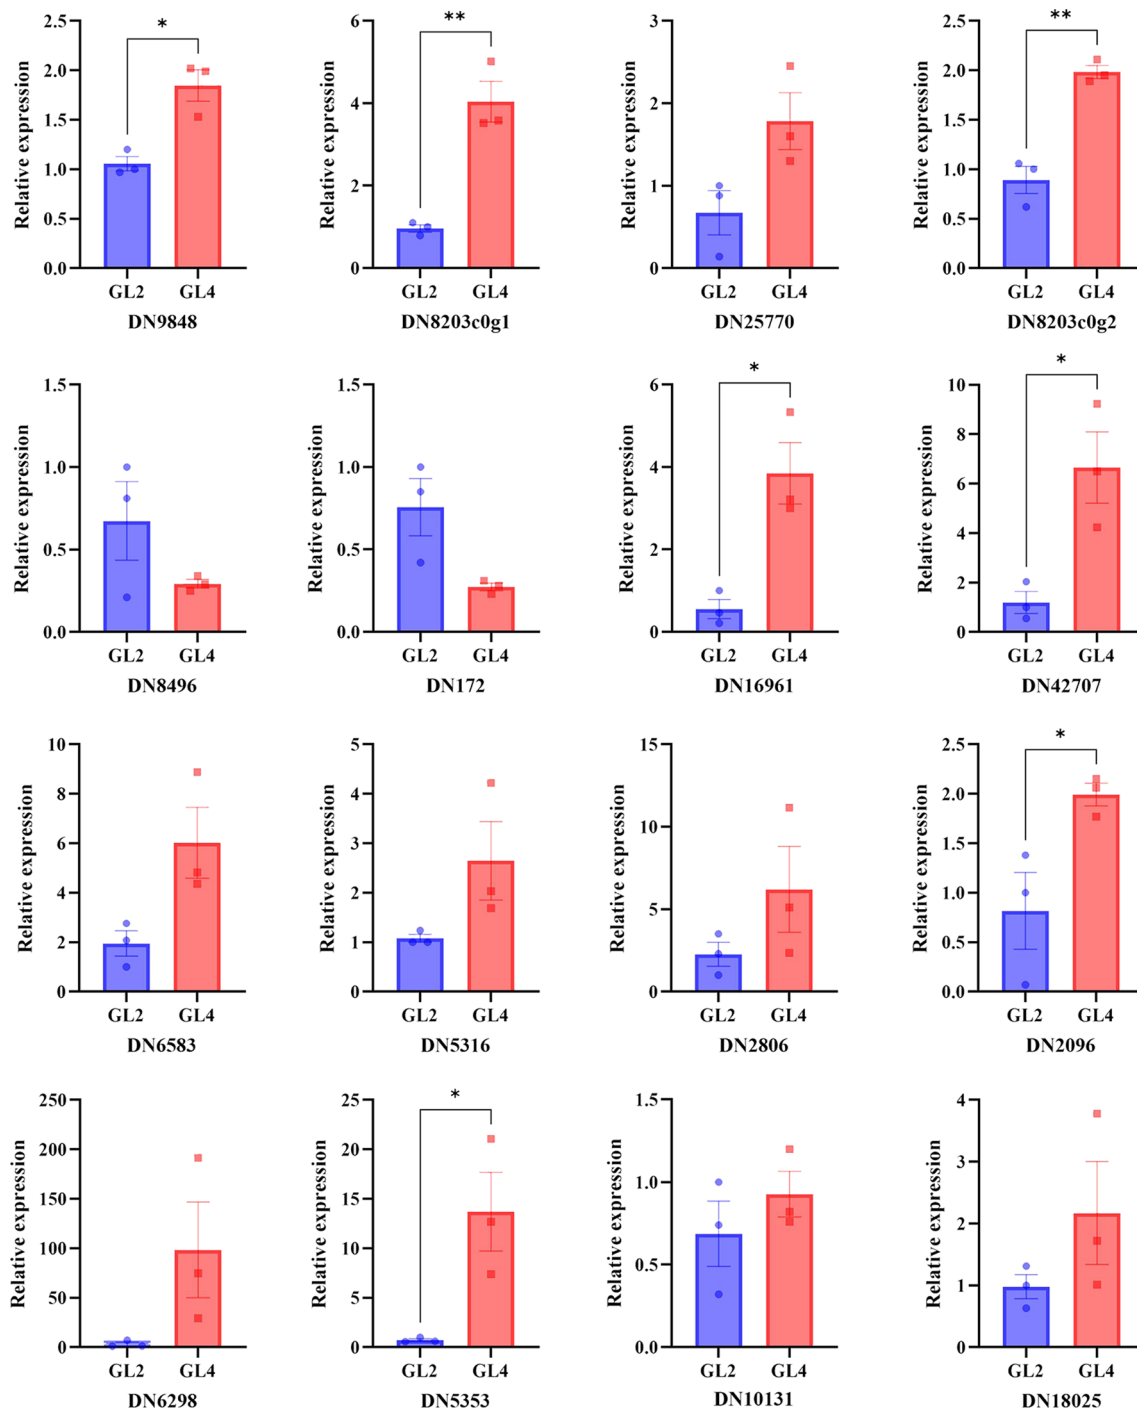 2.5
2.0
1.5
1.0
0.5
0.0
Relative expression
*
GL2 GL4
DN9848
6
4
2
0
Relative expression
**
GL2 GL4
DN8203c0g1
3
2
1
0
Relative expression
GL2 GL4
DN25770
2.5
2.0
1.5
1.0
0.5
0.0
Relative expression
**
GL2 GL4
DN8203c0g2
1.5
1.0
0.5
0.0
Relative expression
GL2 GL4
DN8496
1.5
1.0
0.5
0.0
Relative expression
GL2 GL4
DN172
6
4
2
0
Relative expression
*
GL2 GL4
DN16961
10
8
6
4
2
0
Relative expression
*
GL2 GL4
DN42707
10
8
6
4
2
0
Relative expression
GL2 GL4
DN6583
5
4
3
2
1
0
Relative expression
GL2 GL4
DN5316
15
10
5
0
Relative expression
GL2 GL4
DN2806
2.5
2.0
1.5
1.0
0.5
0.0
Relative expression
*
GL2 GL4
DN2096
250
200
150
100
50
0
Relative expression
GL2 GL4
DN6298
25
20
15
10
5
0
Relative expression
*
GL2 GL4
DN5353
1.5
1.0
0.5
0.0
Relative expression
GL2 GL4
DN10131
4
3
2
1
0
Relative expression
GL2 GL4
DN18025